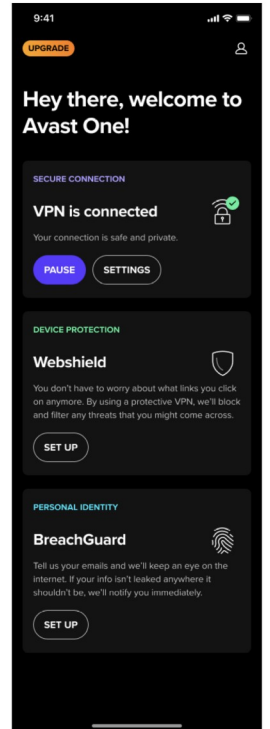 9:41
UPGRADE
Hey there, welcome to
Avast One!
SECURE CONNECTION
VPN is connected
Your connection is safe and private.
PAUSE SETTINGS
DEVICE PROTECTION
Webshield
You don't have to worry about what links you click
on anymore. By using a protective VPN, we'll block
and filter any threats that you might come across.
SET UP
PERSONAL IDENTITY
BreachGuard
Tell us your emails and we'll keep an eye on the
internet. If your info isn't leaked anywhere it
shouldn't be, we'll notify you immediately.
SET UP